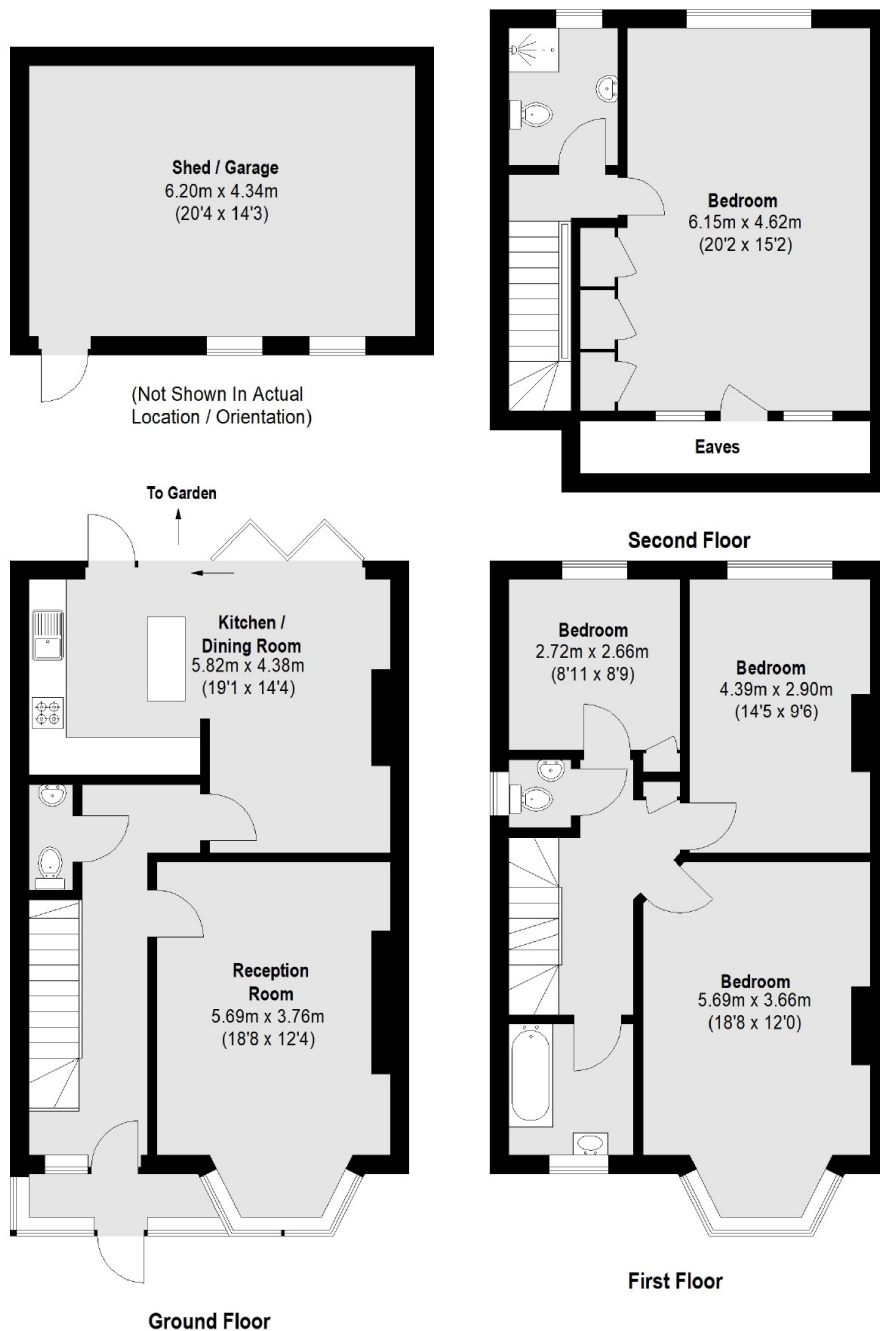 Shed / Garage
6.20m x 4.34m
(20'4 x 14'3)
(Not Shown In Actual
Location / Orientation)
Bedroom
6.15m x 4.62m
(20'2 x 15'2)
Eaves
Second Floor
To Garden
Kitchen /
Dining Room
5.82m x 4.38m
(19'1 x 14'4)
Reception
Room
5.69m x 3.76m
(18'8 x 12'4)
Ground Floor
Bedroom
2.72m x 2.66m
(8'11 x 8'9)
Bedroom
4.39m x 2.90m
(14'5 x 9'6)
Bedroom
5.69m x 3.66m
(18'8 x 12'0)
First Floor